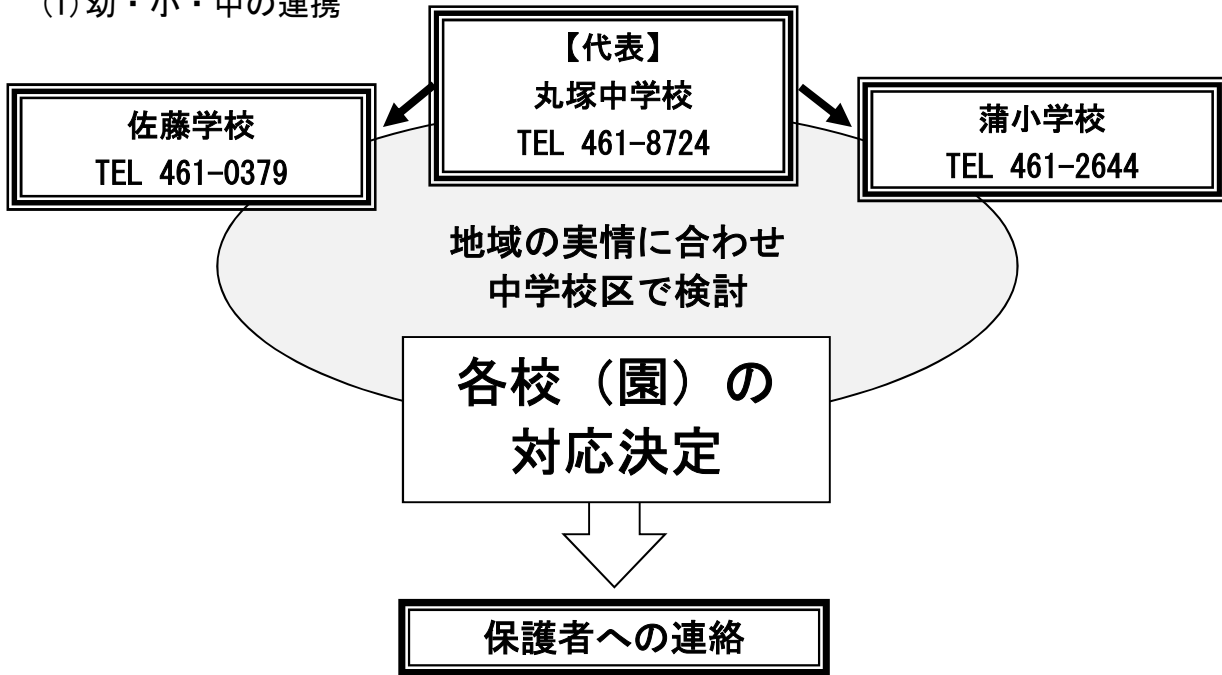 (1)幼・小・中の連携
【代表】
丸塚中学校
TEL 461-8724
佐藤学校
TEL 461-0379
蒲小学校
TEL 461-2644
地域の実情に合わせ
中学校区で検討
各校（園）の
対応決定
保護者への連絡